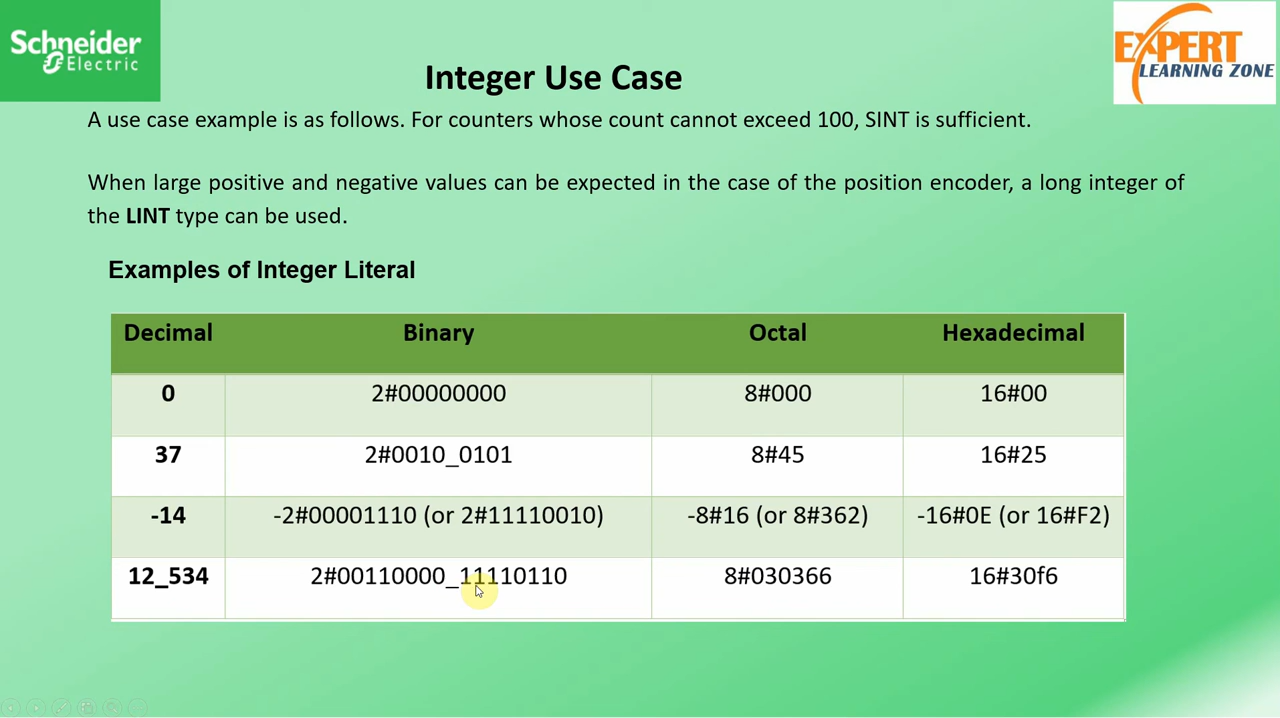 Schneider
Electric
EXPERT
LEARNING ZONE
Integer Use Case
A use case example is as follows. For counters whose count cannot exceed 100, SINT is sufficient.
When large positive and negative values can be expected in the case of the position encoder, a long integer of
the LINT type can be used.
Examples of Integer Literal
Decimal Binary Octal Hexadecimal
0 2#00000000 8#000 16#00
37 2#0010_0101 8#45 16#25
-14 -2#00001110 (or 2#11110010) -8#16 (or 8#362) -16#0E (or 16#F2)
12_534 2#00110000_11110110 8#030366 16#30f6